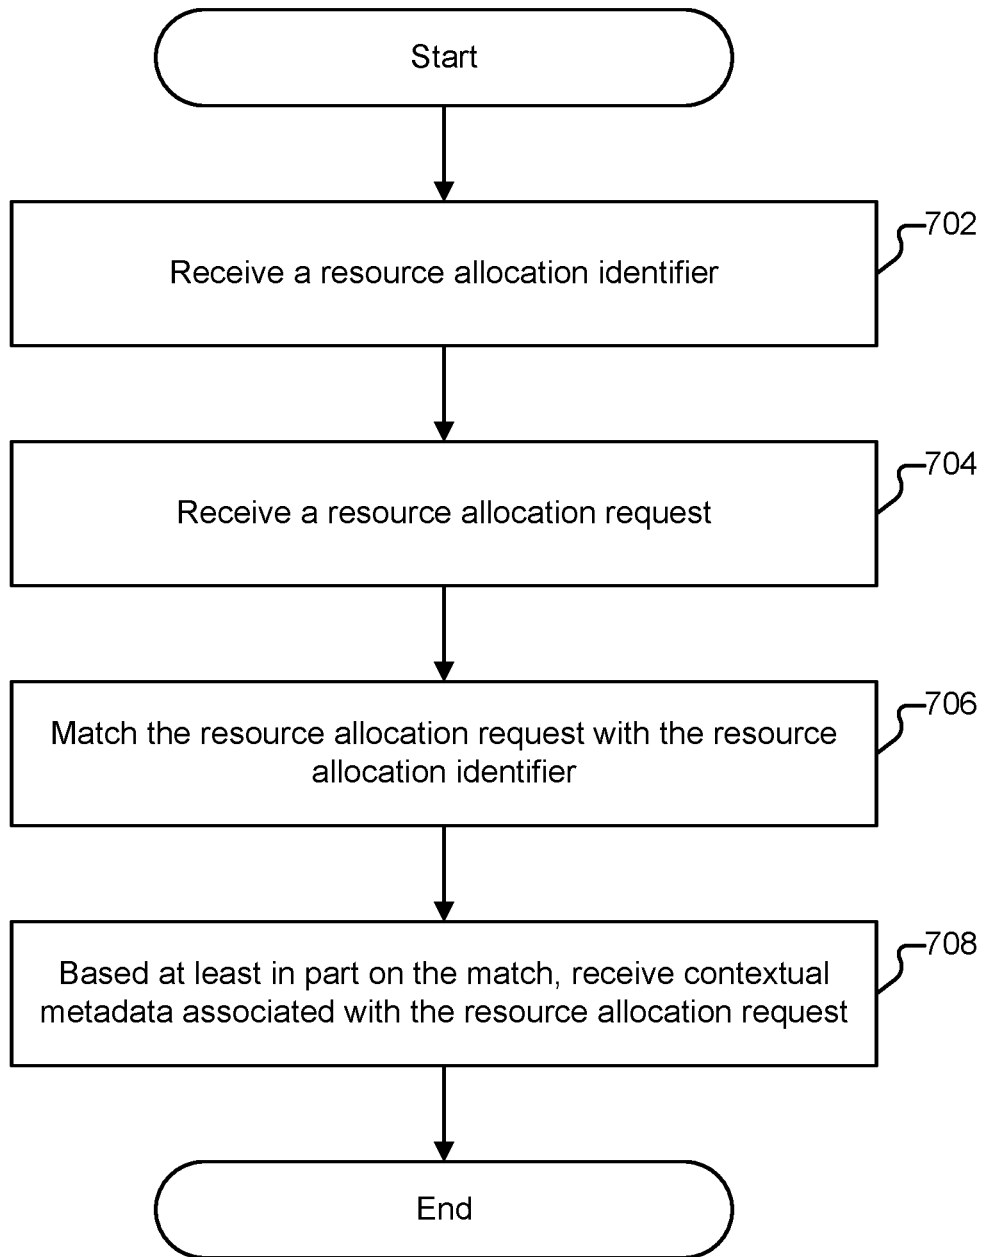 Start
702
Receive a resource allocation identifier
704
Receive a resource allocation request
706
Match the resource allocation request with the resource
allocation identifier
708
Based at least in part on the match, receive contextual
metadata associated with the resource allocation request
End